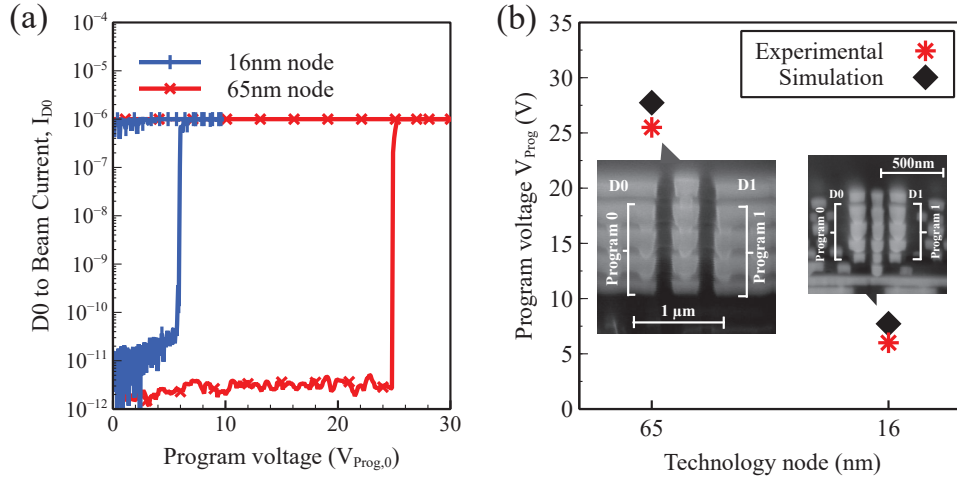 (a)
10⁻⁴
10⁻⁵
10⁻⁶
10⁻⁷
10⁻⁸
10⁻⁹
10⁻¹⁰
10⁻¹¹
10⁻¹²
D0 to Beam Current, I_D0
16nm node
65nm node
0
10
20
30
Program voltage (V_Prog,0)
(b)
Experimental
Simulation
35
30
25
20
15
10
5
0
Program voltage V_Prog (V)
D0
D1
Program 0
Program 1
1 µm
500nm
D0
D1
Program 0
Program 1
65
16
Technology node (nm)